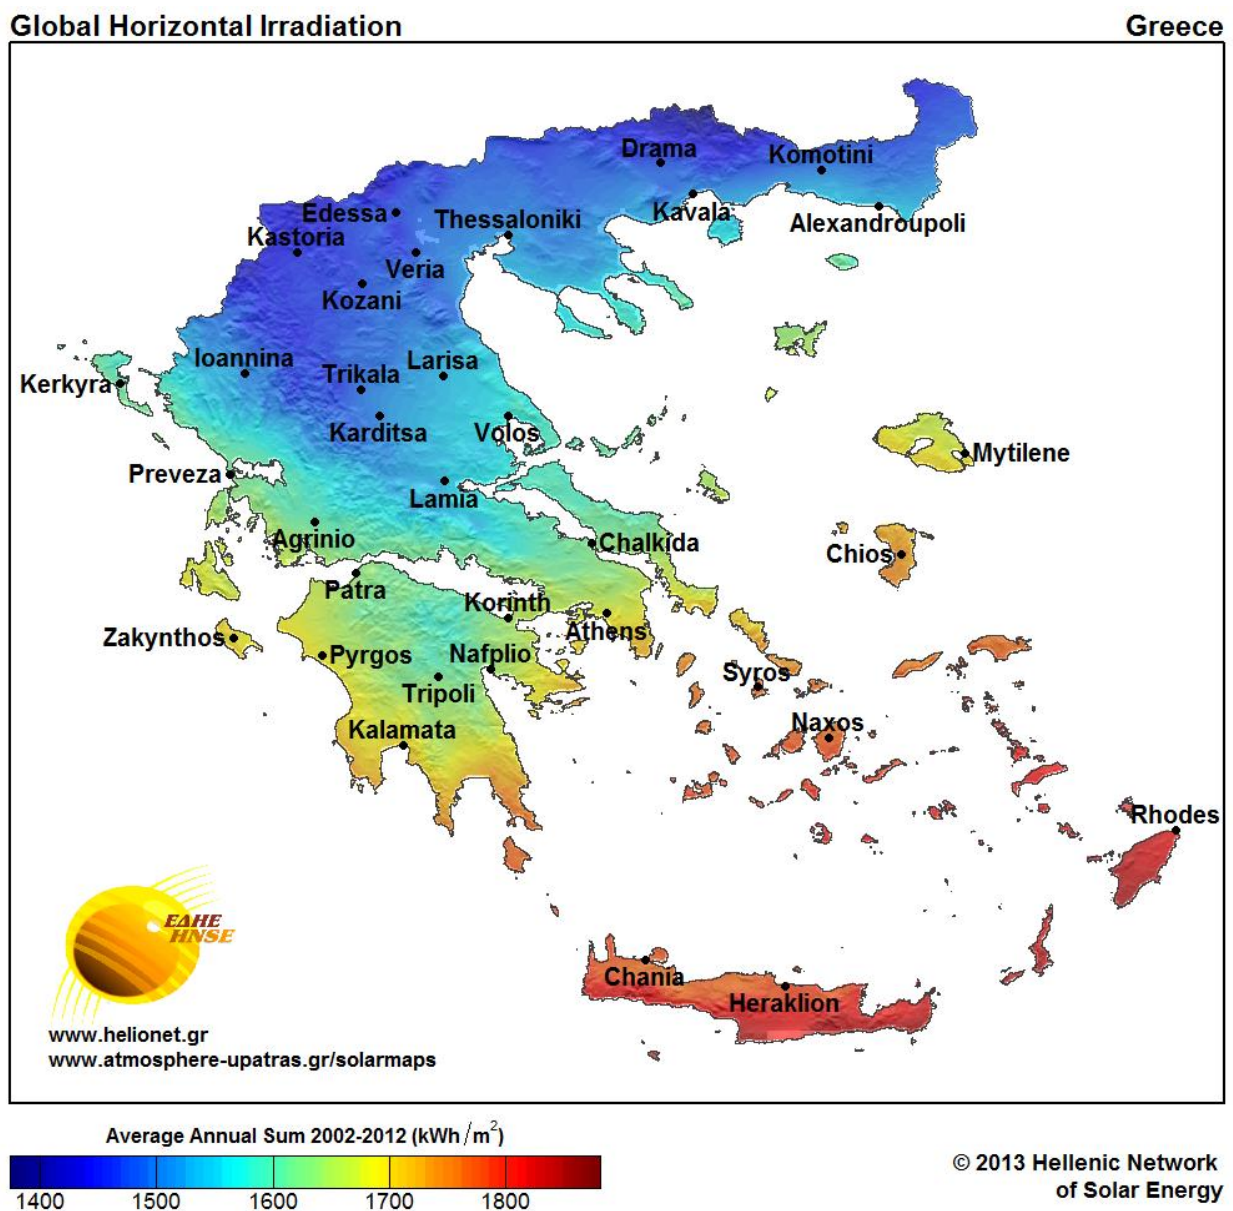 Global Horizontal Irradiation
Greece
Drama
Komotini
Edessa
Thessaloniki
Kavala
Alexandroupoli
Kastoria
Veria
Kozani
Ioannina
Trikala
Larisa
Kerkyra
Karditsa
Volos
Mytilene
Preveza
Lamia
Agrinio
Chalkida
Chios
Patra
Korinth
Athens
Zakynthos
Pyrgos
Nafplio
Syros
Tripoli
Kalamata
Naxos
Rhodes
ΕΔΗΕ
HNSE
Chania
Heraklion
www.helionet.gr
www.atmosphere-upatras.gr/solarmaps
Average Annual Sum 2002-2012 (kWh/m²)
1400 1500 1600 1700 1800
© 2013 Hellenic Network
of Solar Energy